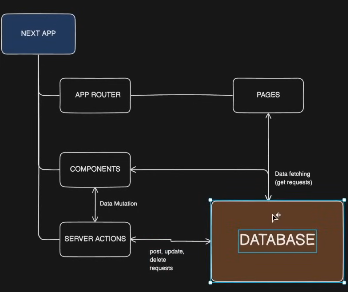 NEXT APP
APP ROUTER
PAGES
COMPONENTS
Data fetching
(get requests)
Data Mutation
SERVER ACTIONS
DATABASE
post, update,
delete
requests